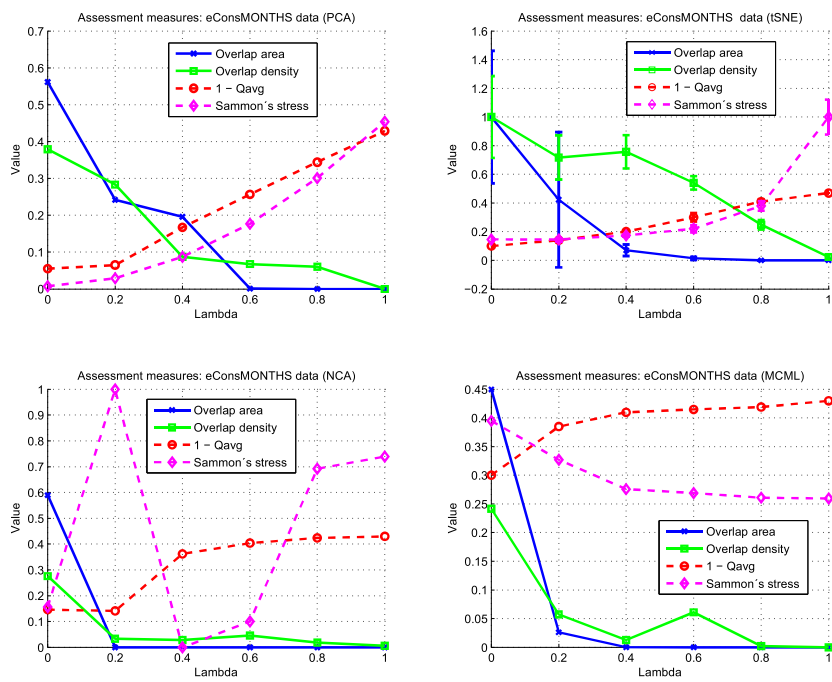 Assessment measures: eConsMONTHS data (PCA)
0.7
0.6
0.5
0.4
0.3
0.2
0.1
0
Value
Overlap area
Overlap density
1 − Qavg
Sammon´s stress
0 0.2 0.4 0.6 0.8 1
Lambda
Assessment measures: eConsMONTHS data (tSNE)
1.6
1.4
1.2
1
0.8
0.6
0.4
0.2
0
−0.2
Value
Overlap area
Overlap density
1 − Qavg
Sammon´s stress
0 0.2 0.4 0.6 0.8 1
Lambda
Assessment measures: eConsMONTHS data (NCA)
1
0.9
0.8
0.7
0.6
0.5
0.4
0.3
0.2
0.1
0
Value
Overlap area
Overlap density
1 − Qavg
Sammon´s stress
0 0.2 0.4 0.6 0.8 1
Lambda
Assessment measures: eConsMONTHS data (MCML)
0.45
0.4
0.35
0.3
0.25
0.2
0.15
0.1
0.05
0
Value
Overlap area
Overlap density
1 − Qavg
Sammon´s stress
0 0.2 0.4 0.6 0.8 1
Lambda